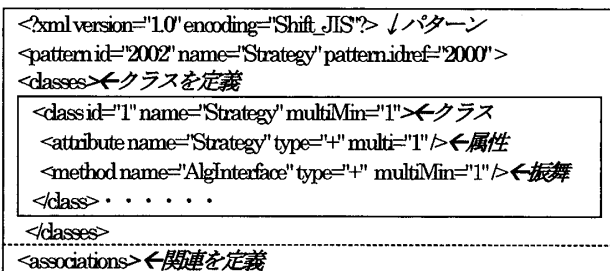 <?xml version="1.0" encoding="Shift_JIS"?> ↓パターン
<pattern id="2002" name="Strategy" pattern.idref="2000" >
<classes>←クラスを定義
<class id="1" name="Strategy" multiMin="1">←クラス
<attribute name="Strategy" type="+" multi="1" />←属性
<method name="AlgInterface" type="+" multiMin="1" />←振舞
</class>・・・・・・
</classes>
<associations>←関連を定義